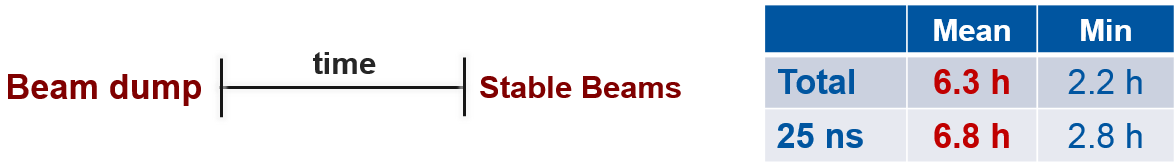 Beam dump
time
Stable Beams
Mean Min
Total 6.3 h 2.2 h
25 ns 6.8 h 2.8 h